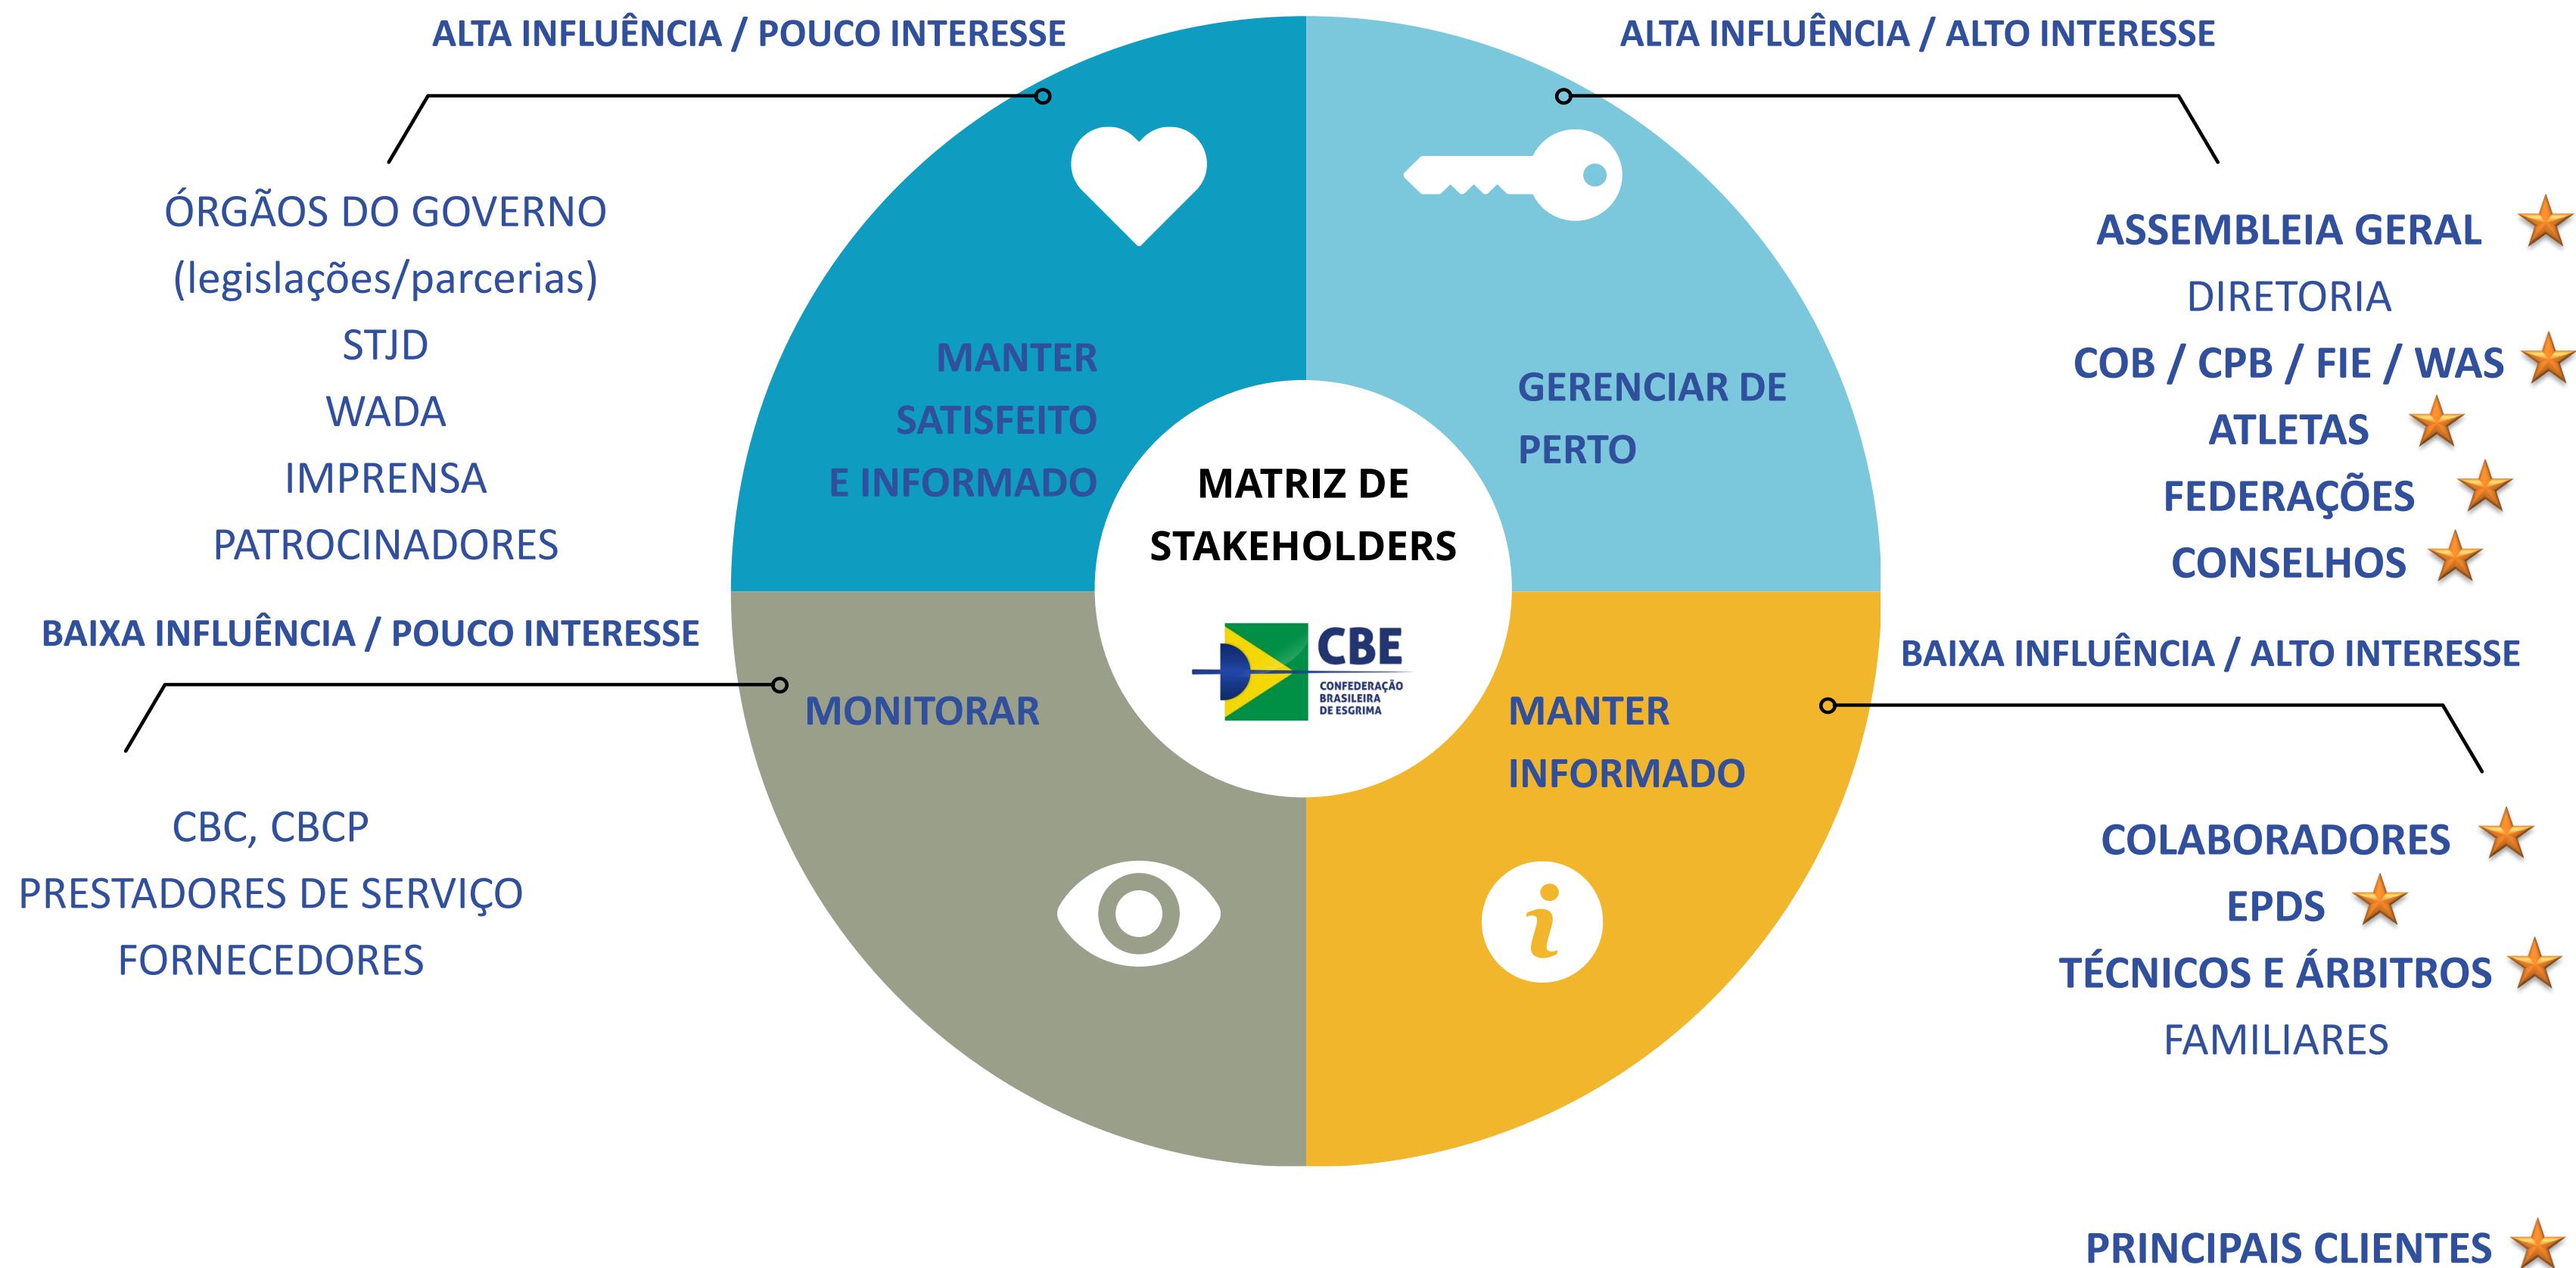 ALTA INFLUÊNCIA / POUCO INTERESSE
ÓRGÃOS DO GOVERNO
(legislações/parcerias)
STJD
WADA
IMPRENSA
PATROCINADORES
MANTER
SATISFEITO
E INFORMADO
ALTA INFLUÊNCIA / ALTO INTERESSE
GERENCIAR DE
PERTO
ASSEMBLEIA GERAL
DIRETORIA
COB / CPB / FIE / WAS
ATLETAS
FEDERAÇÕES
CONSELHOS
MATRIZ DE
STAKEHOLDERS
CBE
CONFEDERAÇÃO
BRASILEIRA
DE ESGRIMA
BAIXA INFLUÊNCIA / POUCO INTERESSE
MONITORAR
CBC, CBCP
PRESTADORES DE SERVIÇO
FORNECEDORES
BAIXA INFLUÊNCIA / ALTO INTERESSE
MANTER
INFORMADO
i
COLABORADORES
EPDS
TÉCNICOS E ÁRBITROS
FAMILIARES
PRINCIPAIS CLIENTES